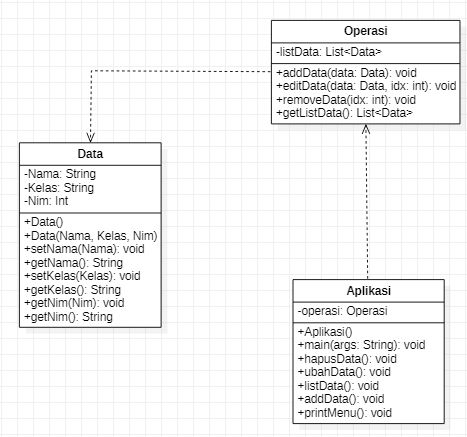 Operasi
-listData: List<Data>
+addData(data: Data): void
+editData(data: Data, idx: int): void
+removeData(idx: int): void
+getListData(): List<Data>
Data
-Nama: String
-Kelas: String
-Nim: Int
+Data()
+Data(Nama, Kelas, Nim)
+setNama(Nama): void
+getNama(): String
+setKelas(Kelas): void
+getKelas(): String
+getNim(Nim): void
+getNim(): String
Aplikasi
-operasi: Operasi
+Aplikasi()
+main(args: String): void
+hapusData(): void
+ubahData(): void
+listData(): void
+addData(): void
+printMenu(): void